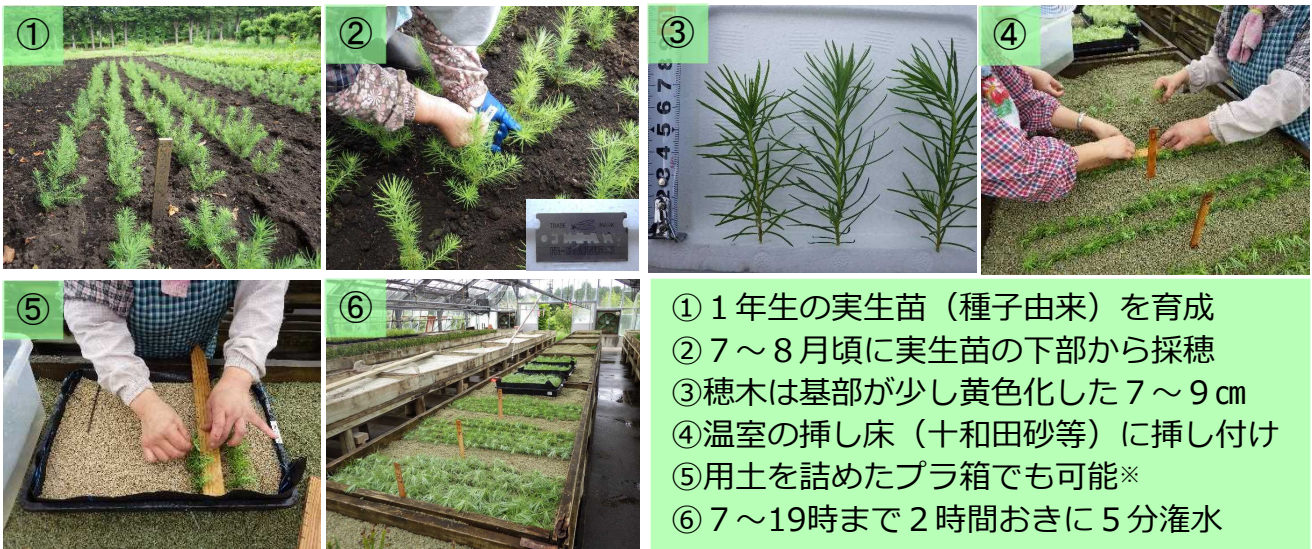 ①
②
TRADE MARK
③
④
⑤
⑥
①１年生の実生苗（種子由来）を育成
②７～８月頃に実生苗の下部から採穂
③穂木は基部が少し黄色化した７～９㎝
④温室の挿し床（十和田砂等）に挿し付け
⑤用土を詰めたプラ箱でも可能※
⑥７～19時まで２時間おきに５分潅水